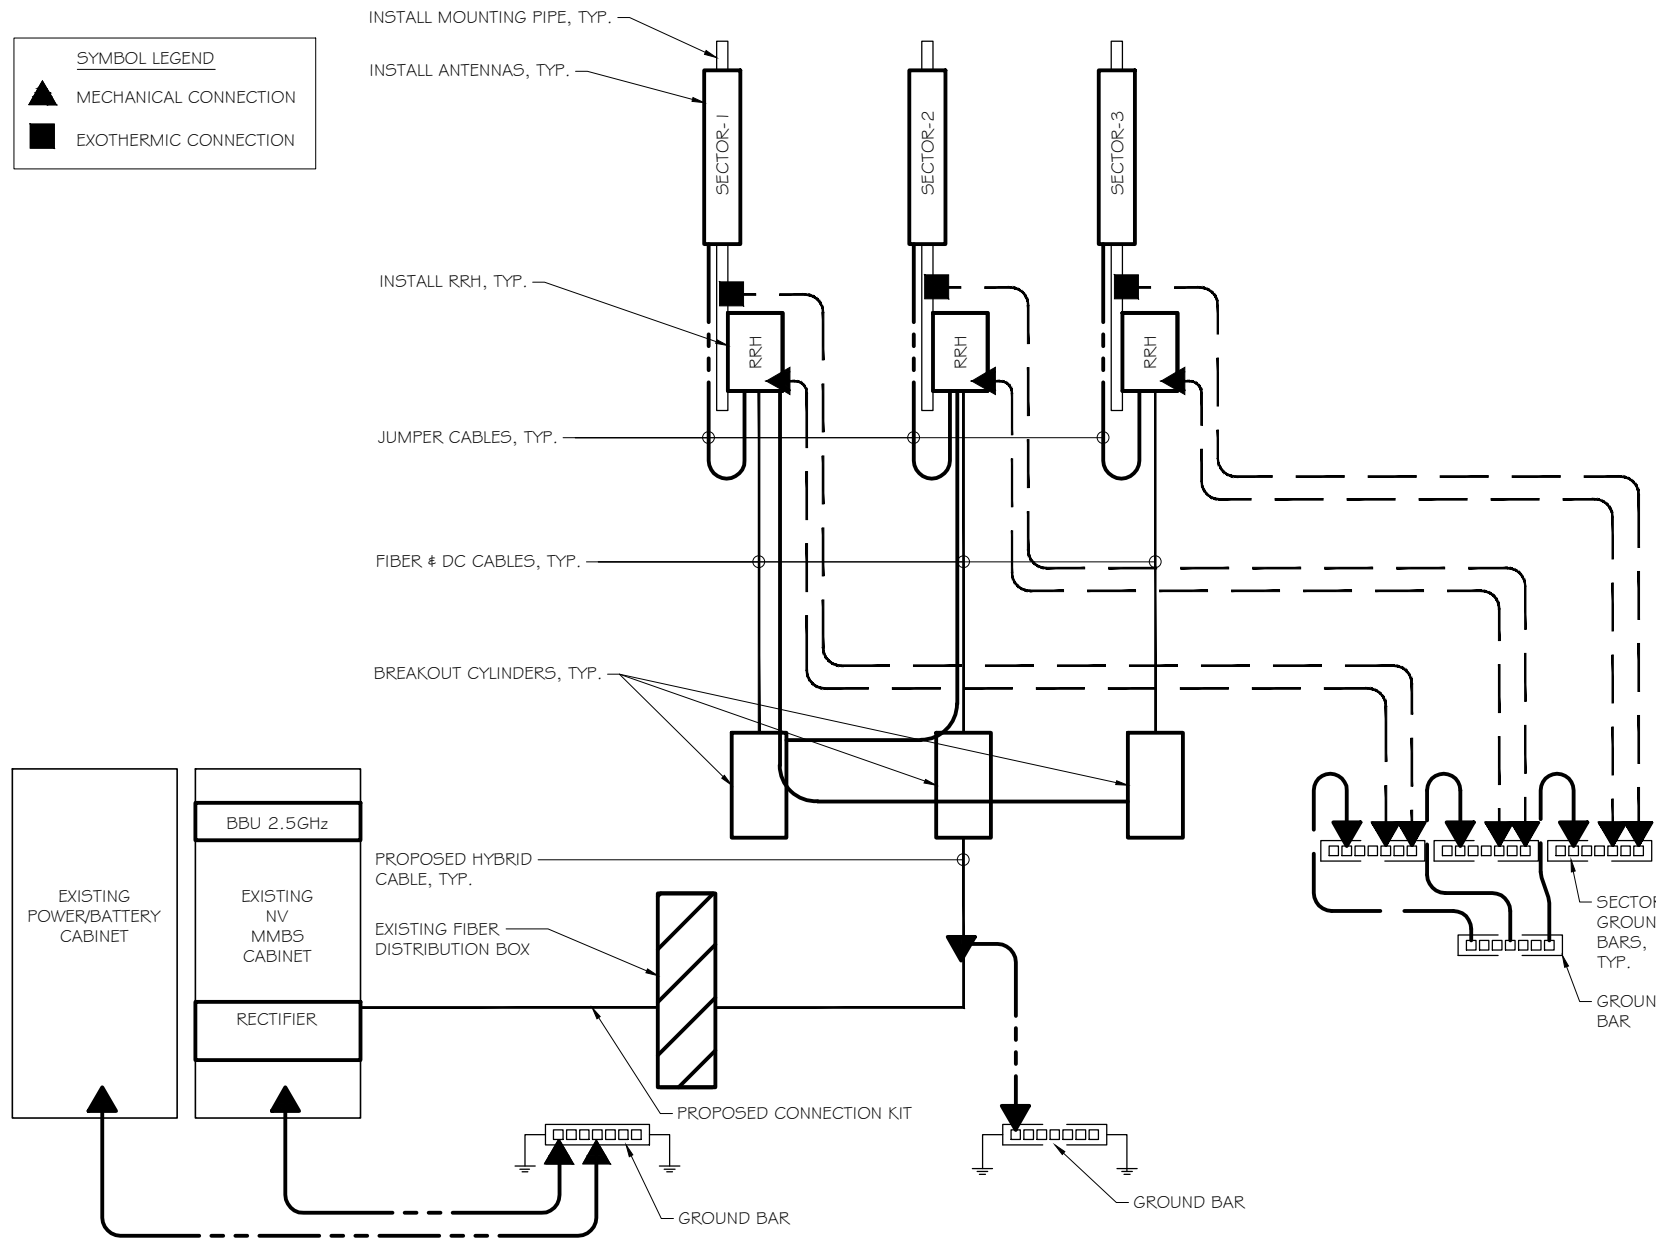 INSTALL MOUNTING PIPE, TYP.
SYMBOL LEGEND
INSTALL ANTENNAS, TYP.
MECHANICAL CONNECTION
EXOTHERMIC CONNECTION
SECTOR-1
SECTOR-2
SECTOR-3
INSTALL RRH, TYP.
RRH
RRH
RRH
JUMPER CABLES, TYP.
FIBER & DC CABLES, TYP.
BREAKOUT CYLINDERS, TYP.
BBU 2.5GHz
PROPOSED HYBRID
CABLE, TYP.
EXISTING
POWER/BATTERY
CABINET
EXISTING
NV
MMBS
CABINET
EXISTING FIBER
DISTRIBUTION BOX
SECTOR
GROUN
BARS,
TYP.
GROUN
BAR
RECTIFIER
PROPOSED CONNECTION KIT
GROUND BAR
GROUND BAR